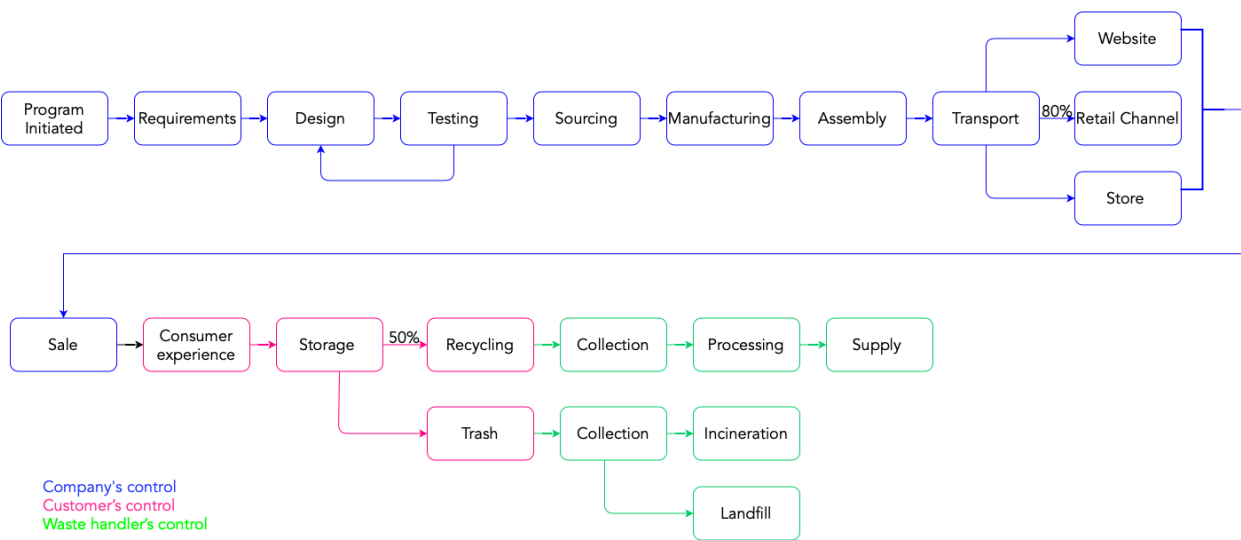 Website
Program
Initiated
Requirements
Design
Testing
Sourcing
Manufacturing
Assembly
Transport
80%
Retail Channel
Store
Sale
Consumer
experience
Storage
50%
Recycling
Collection
Processing
Supply
Trash
Collection
Incineration
Landfill
Company's control
Customer’s control
Waste handler’s control